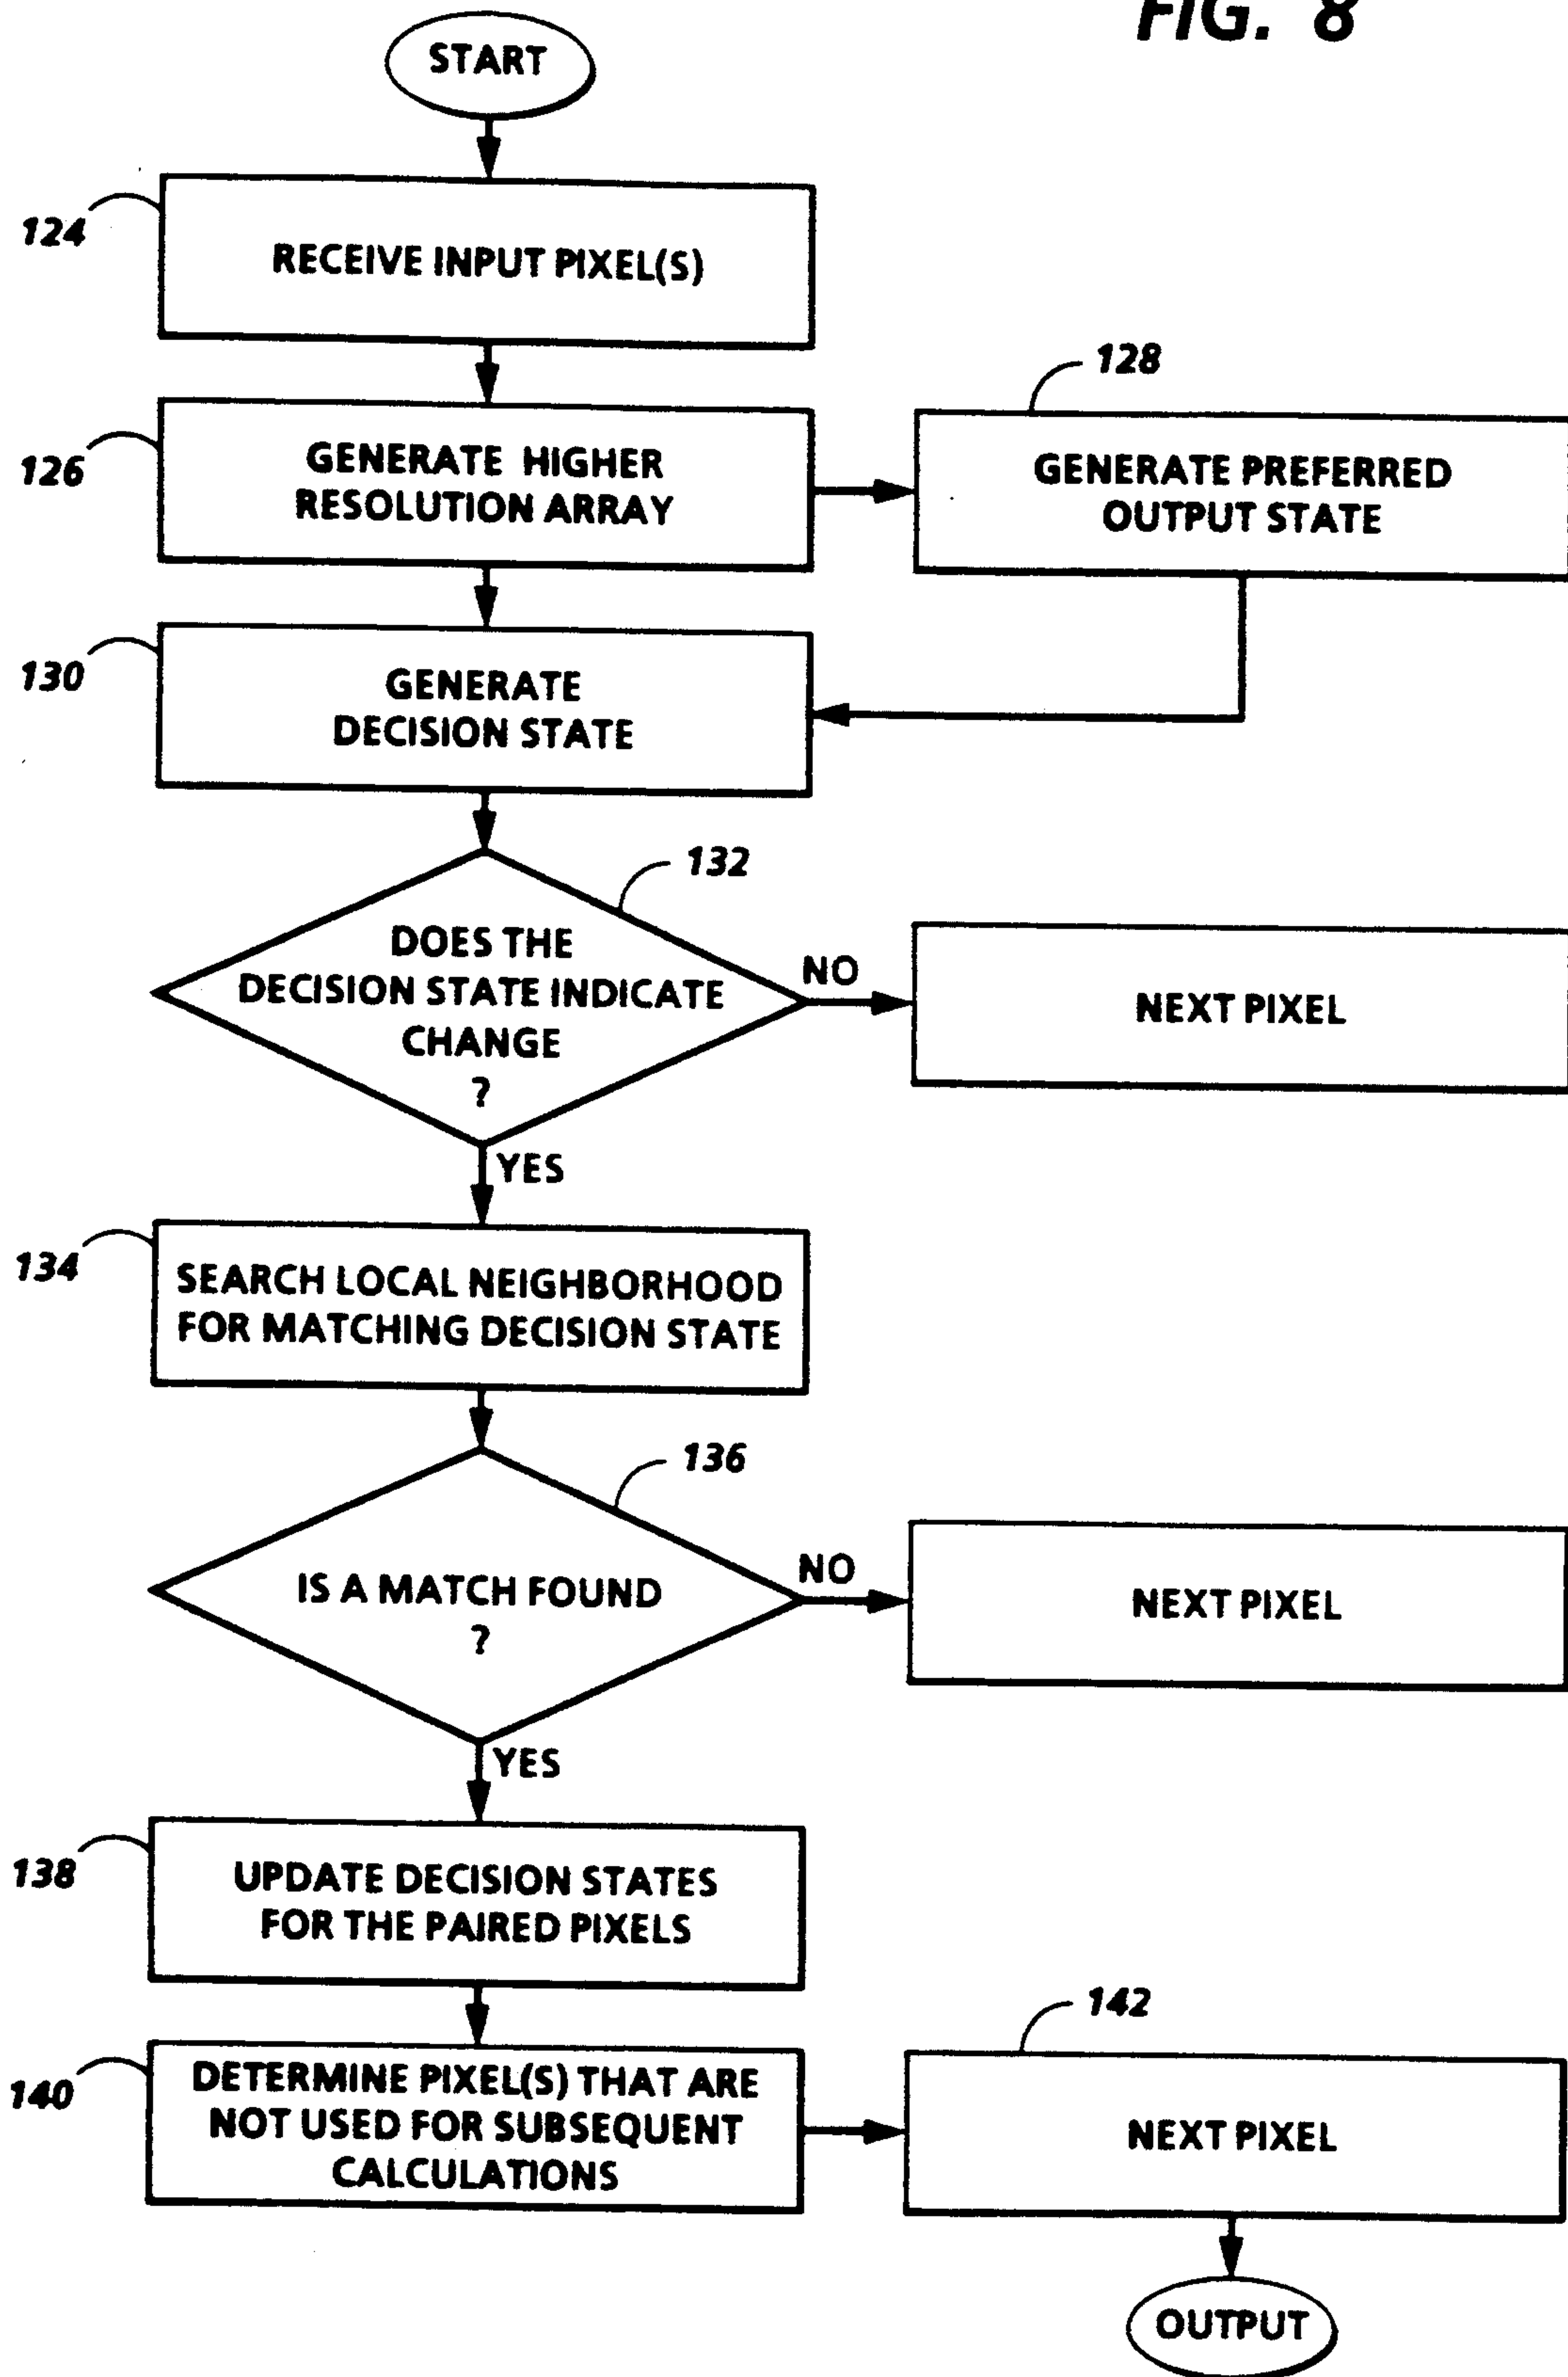 FIG. 8
START
124
RECEIVE INPUT PIXEL(S)
126
GENERATE HIGHER
RESOLUTION ARRAY
128
GENERATE PREFERRED
OUTPUT STATE
130
GENERATE
DECISION STATE
132
DOES THE
DECISION STATE INDICATE
CHANGE
?
NO
NEXT PIXEL
YES
134
SEARCH LOCAL NEIGHBORHOOD
FOR MATCHING DECISION STATE
136
IS A MATCH FOUND
?
NO
NEXT PIXEL
YES
138
UPDATE DECISION STATES
FOR THE PAIRED PIXELS
140
DETERMINE PIXEL(S) THAT ARE
NOT USED FOR SUBSEQUENT
CALCULATIONS
142
NEXT PIXEL
OUTPUT